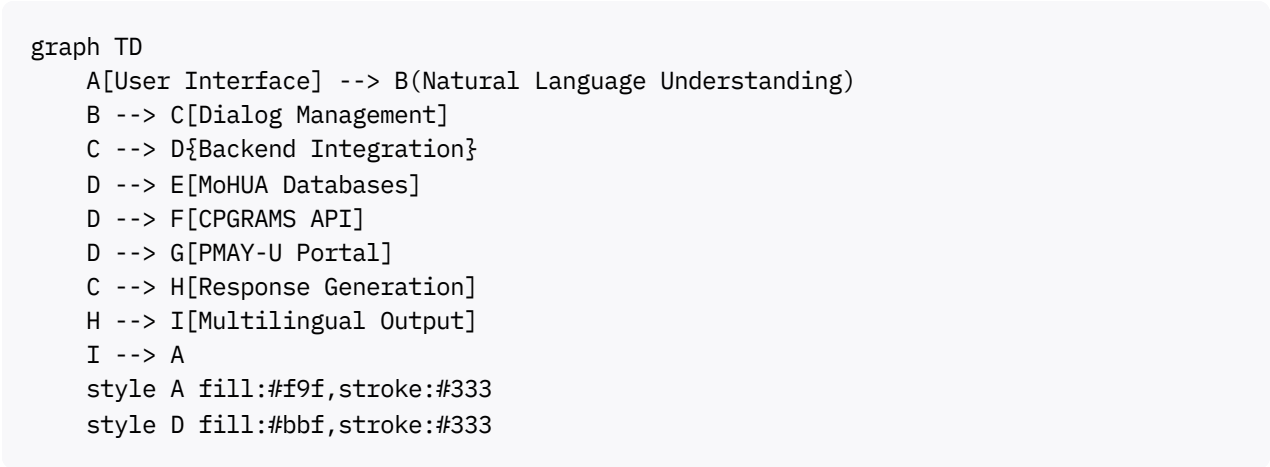 graph TD
    A[User Interface] --> B(Natural Language Understanding)
    B --> C[Dialog Management]
    C --> D{Backend Integration}
    D --> E[MoHUA Databases]
    D --> F[CPGRAMS API]
    D --> G[PMAY-U Portal]
    C --> H[Response Generation]
    H --> I[Multilingual Output]
    I --> A
    style A fill:#f9f,stroke:#333
    style D fill:#bbf,stroke:#333